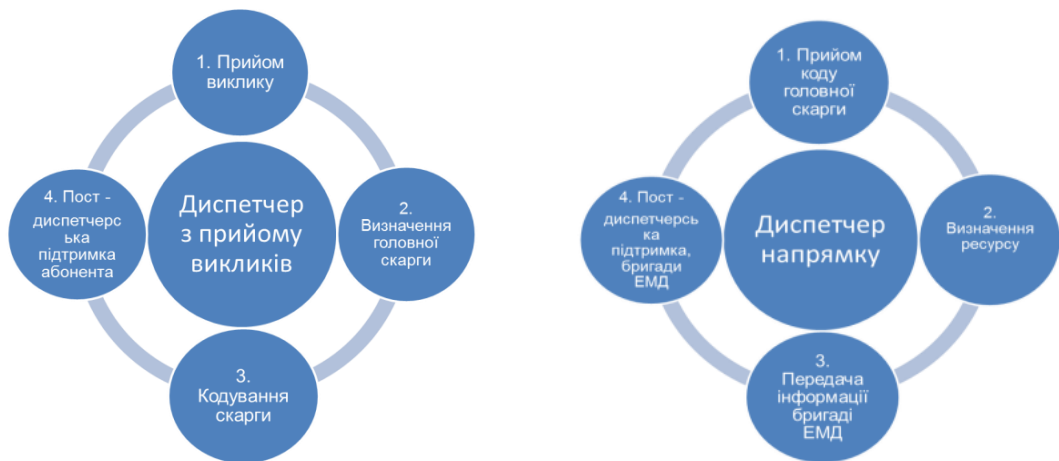 1. Прийом
виклику
2.
Визначення
головної
скарги
3.
Кодування
скарги
4. Пост -
диспетчерс
ька
підтримка
абонента
Диспетчер
з прийому
викликів
1. Прийом
коду
головної
скарги
2.
Визначення
ресурсу
3.
Передача
інформації
бригаді
ЕМД
4. Пост -
диспетчерсь
ка
підтримка,
бригади
ЕМД
Диспетчер
напрямку